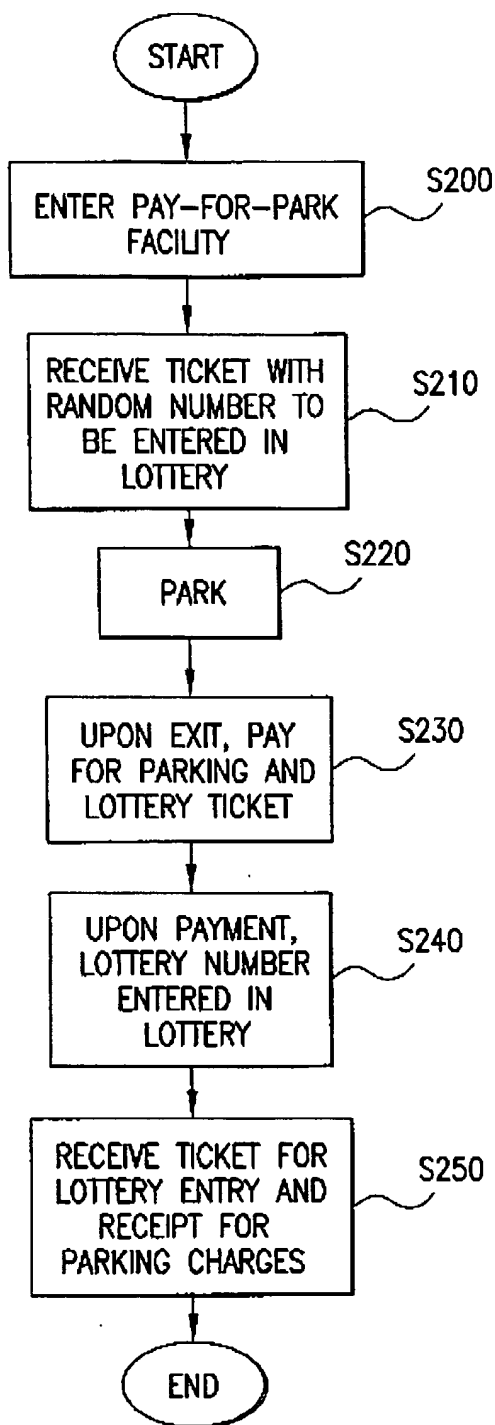 START
ENTER PAY-FOR-PARK
FACILITY
S200
RECEIVE TICKET WITH
RANDOM NUMBER TO
BE ENTERED IN
LOTTERY
S210
PARK
S220
UPON EXIT, PAY
FOR PARKING AND
LOTTERY TICKET
S230
UPON PAYMENT,
LOTTERY NUMBER
ENTERED IN
LOTTERY
S240
RECEIVE TICKET FOR
LOTTERY ENTRY AND
RECEIPT FOR
PARKING CHARGES
S250
END